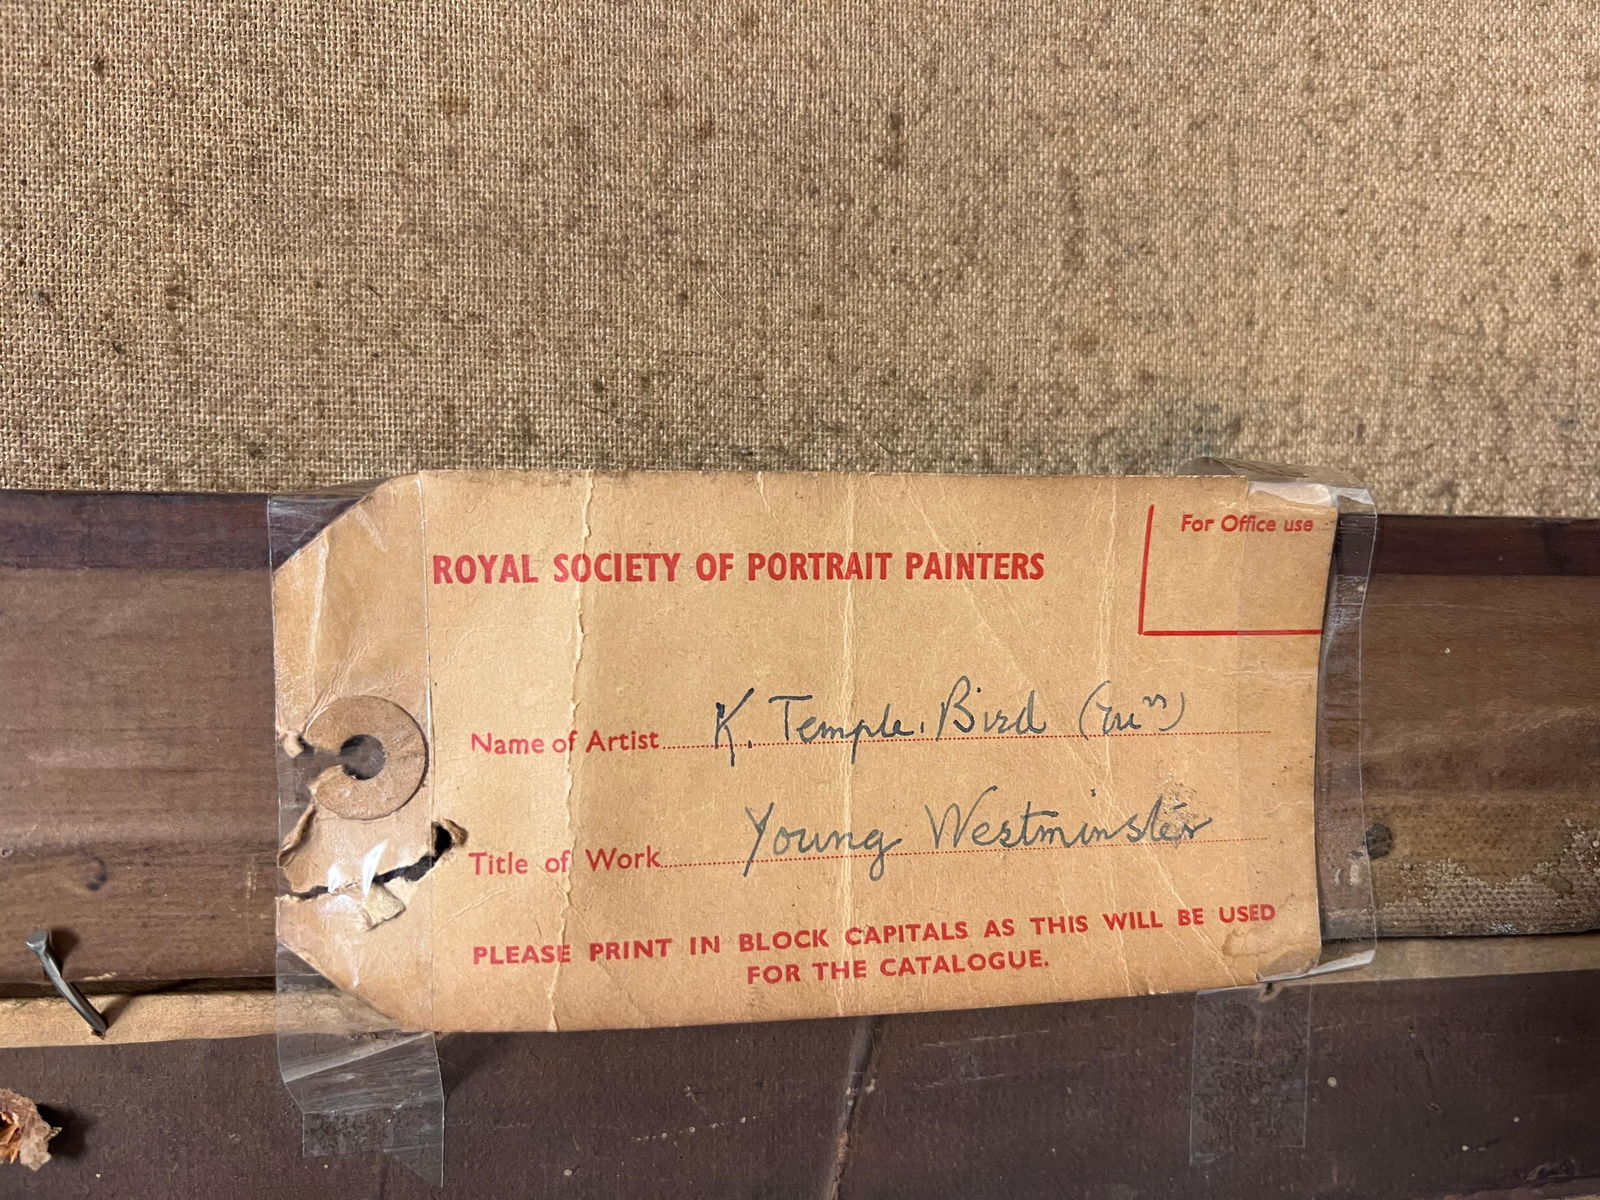 For Office use
ROYAL SOCIETY OF PORTRAIT PAINTERS
Name of Artist K. Temple. Bird
Title of Work Young Westminster
PLEASE PRINT IN BLOCK CAPITALS AS THIS WILL BE USED
FOR THE CATALOGUE.